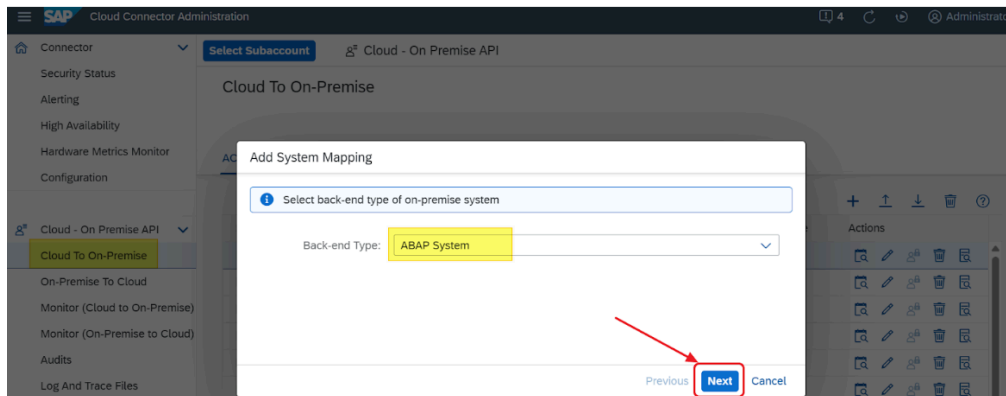 SAP Cloud Connector Administration 4 Administrato
Connector Select Subaccount Cloud - On Premise API
Security Status
Cloud To On-Premise
Alerting
High Availability
Hardware Metrics Monitor
AC Add System Mapping
Configuration
Select back-end type of on-premise system
Cloud - On Premise API Actions
Back-end Type: ABAP System
Cloud To On-Premise
On-Premise To Cloud
Monitor (Cloud to On-Premise)
Monitor (On-Premise to Cloud)
Audits
Previous Next Cancel
Log And Trace Files